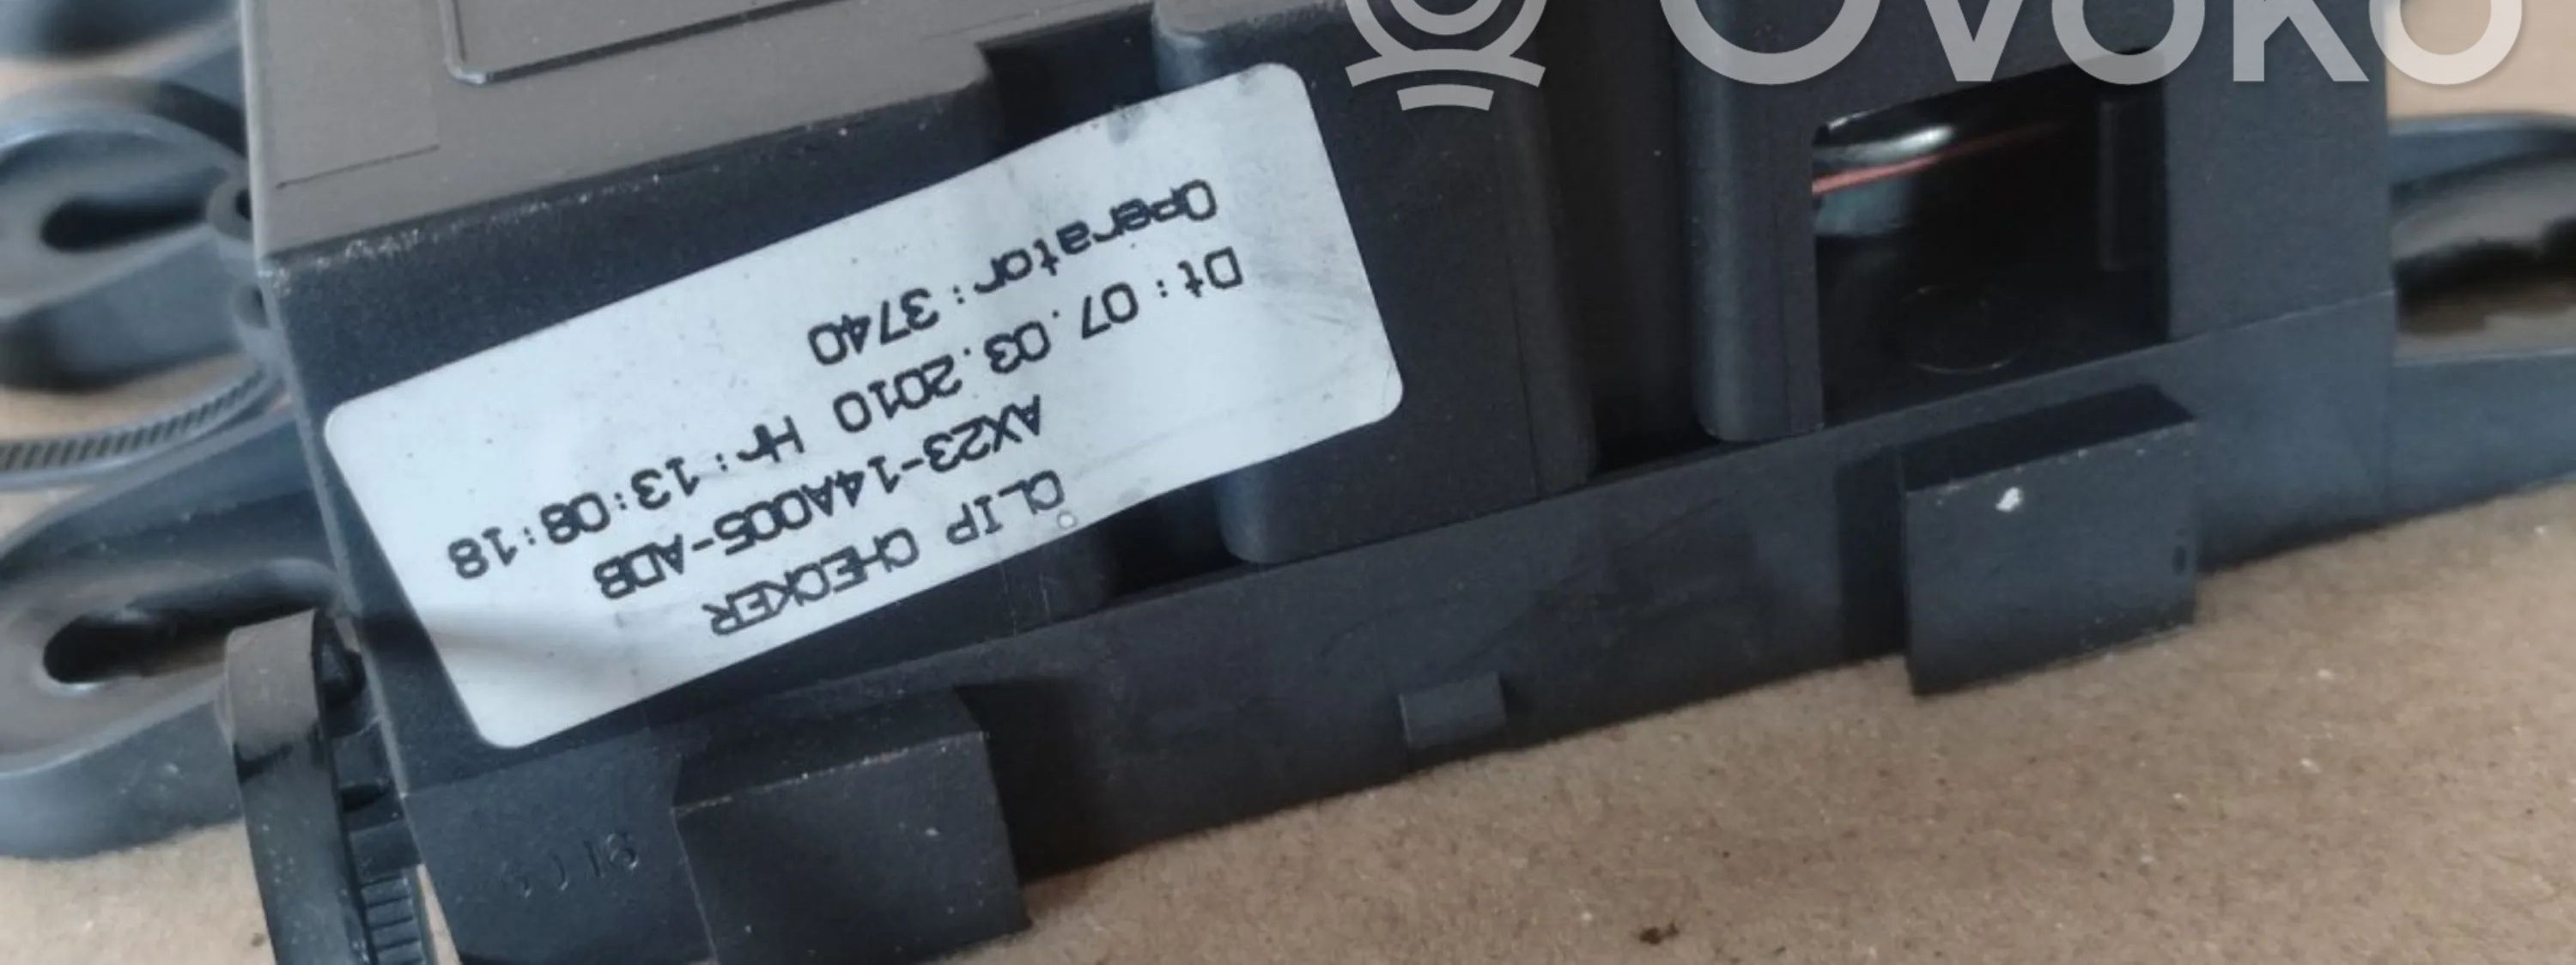 OVOKO
CLIP CHECKER
AX23-14A005-ADB
Dt:07.03.2010 Hr:13:08:18
Operator:3740